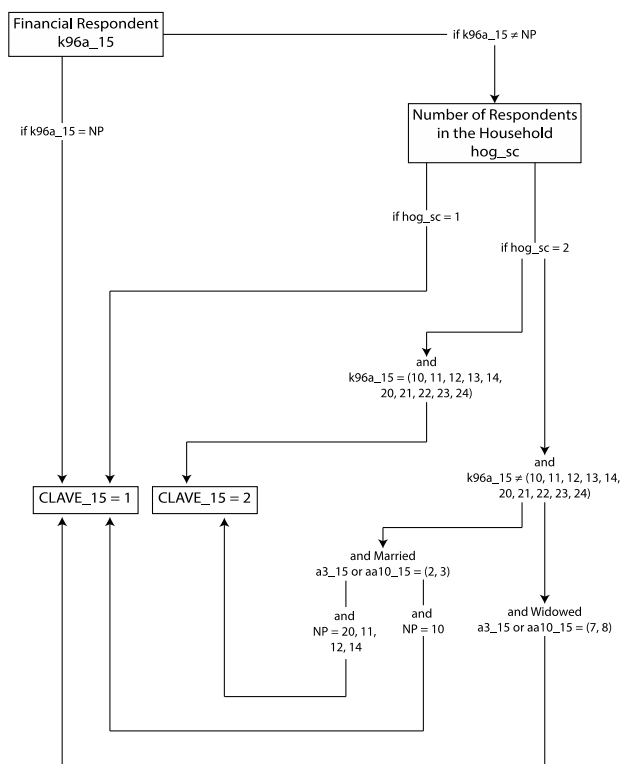 Financial Respondent
k96a_15
if k96a_15 ≠ NP
Number of Respondents
in the Household
hog_sc
if k96a_15 = NP
if hog_sc = 1
if hog_sc = 2
and
k96a_15 = (10, 11, 12, 13, 14,
20, 21, 22, 23, 24)
and
k96a_15 ≠ (10, 11, 12, 13, 14,
20, 21, 22, 23, 24)
CLAVE_15 = 1
CLAVE_15 = 2
and Married
a3_15 or aa10_15 = (2, 3)
and
NP = 20, 11,
12, 14
and
NP = 10
and Widowed
a3_15 or aa10_15 = (7, 8)